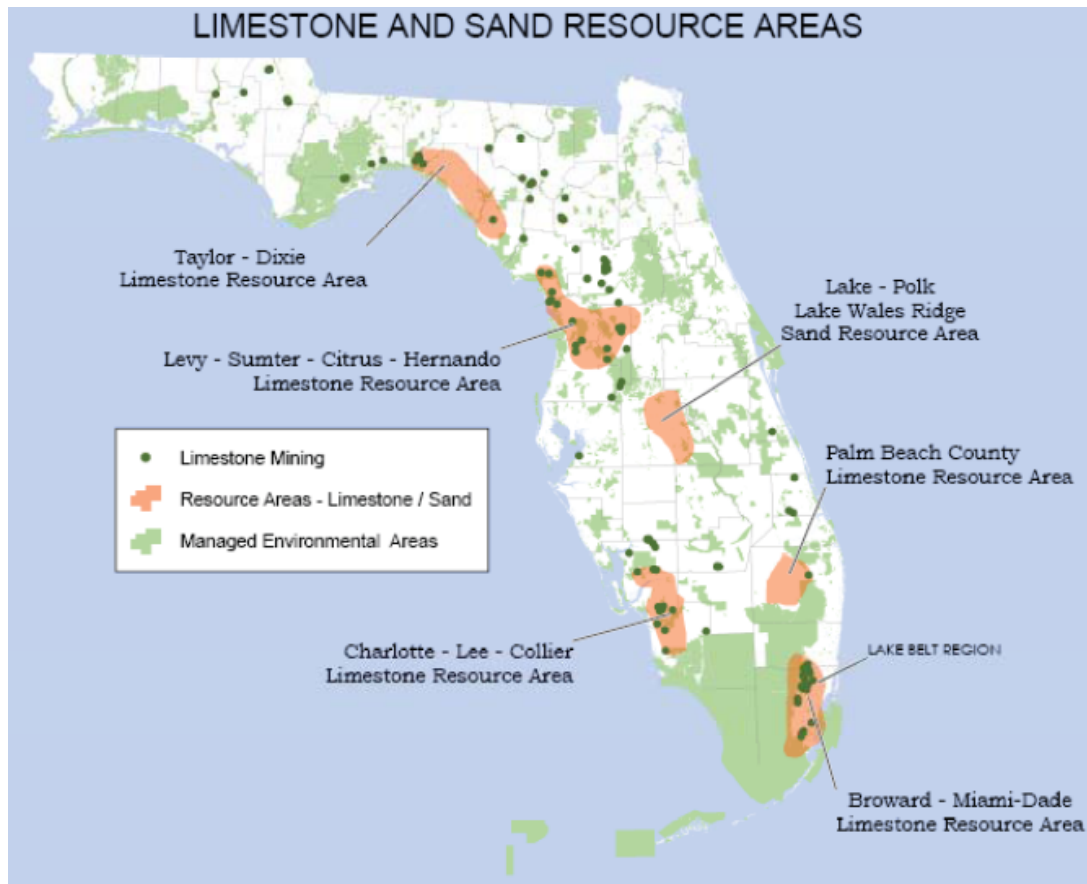 LIMESTONE AND SAND RESOURCE AREAS
Taylor - Dixie
Limestone Resource Area
Lake - Polk
Lake Wales Ridge
Sand Resource Area
Levy - Sumter - Citrus - Hernando
Limestone Resource Area
Limestone Mining
Resource Areas - Limestone / Sand
Managed Environmental Areas
Palm Beach County
Limestone Resource Area
Charlotte - Lee - Collier
Limestone Resource Area
LAKE BELT REGION
Broward - Miami-Dade
Limestone Resource Area